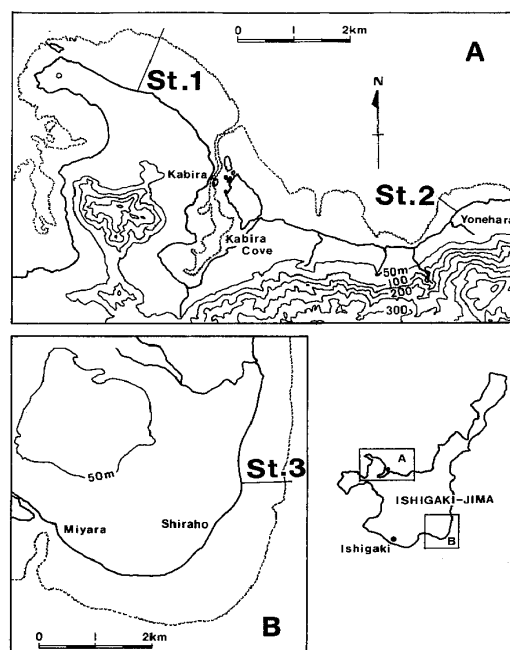 0 1 2km
A
St.1
N
Kabira
St.2
Yonehara
Kabira
Cove
50m
100
200
300
50m
St.3
Miyara
Shiraho
B
0 1 2km
A
ISHIGAKI-JIMA
B
Ishigaki